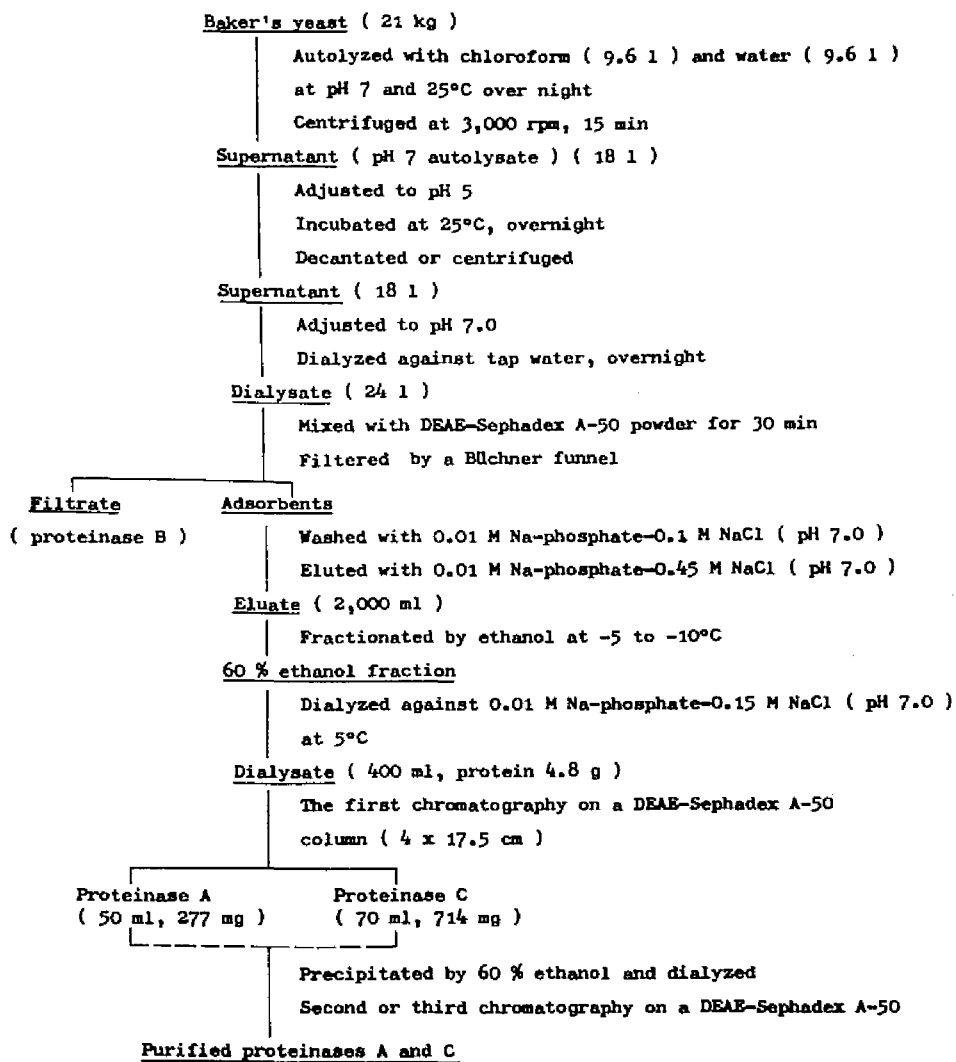 Baker's yeast ( 21 kg )
Autolyzed with chloroform ( 9.6 l ) and water ( 9.6 l )
at pH 7 and 25°C over night
Centrifuged at 3,000 rpm, 15 min
Supernatant ( pH 7 autolysate ) ( 18 l )
Adjusted to pH 5
Incubated at 25°C, overnight
Decantated or centrifuged
Supernatant ( 18 l )
Adjusted to pH 7.0
Dialyzed against tap water, overnight
Dialysate ( 24 l )
Mixed with DEAE-Sephadex A-50 powder for 30 min
Filtered by a Büchner funnel
Filtrate Adsorbents
( proteinase B ) Washed with 0.01 M Na-phosphate-0.1 M NaCl ( pH 7.0 )
Eluted with 0.01 M Na-phosphate-0.45 M NaCl ( pH 7.0 )
Eluate ( 2,000 ml )
Fractionated by ethanol at -5 to -10°C
60 % ethanol fraction
Dialyzed against 0.01 M Na-phosphate-0.15 M NaCl ( pH 7.0 )
at 5°C
Dialysate ( 400 ml, protein 4.8 g )
The first chromatography on a DEAE-Sephadex A-50
column ( 4 x 17.5 cm )
Proteinase A Proteinase C
( 50 ml, 277 mg ) ( 70 ml, 714 mg )
Precipitated by 60 % ethanol and dialyzed
Second or third chromatography on a DEAE-Sephadex A-50
Purified proteinases A and C